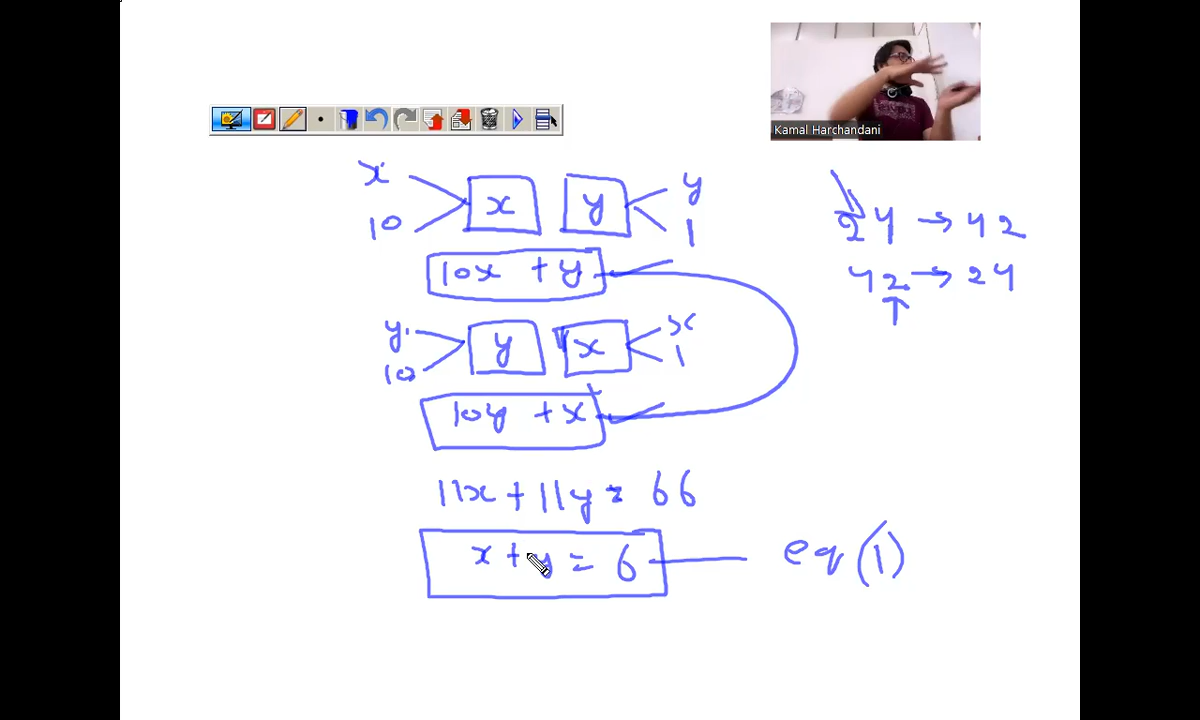 Kamal Harchandani
x
10
x
y
y
1
10x + y
24 → 42
42 → 24
↑
y
10
y
x
x
1
10y + x
11x + 11y = 66
x + y = 6
eq (1)